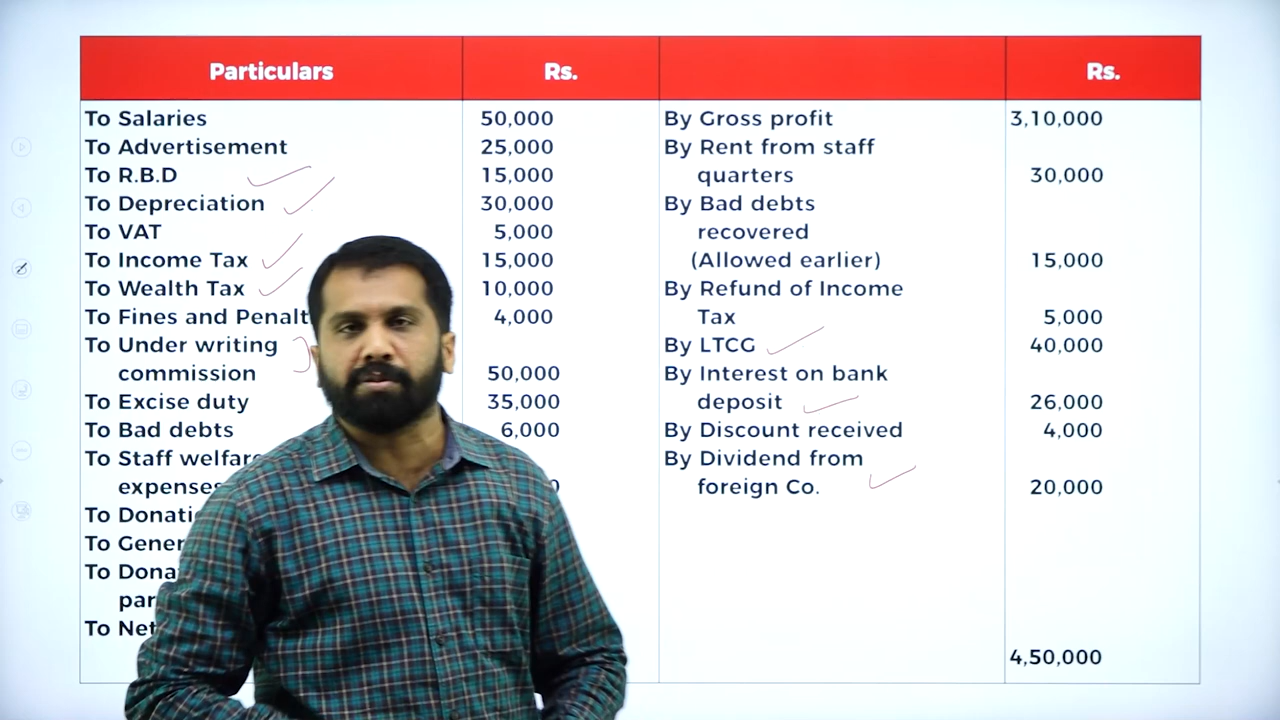 Particulars Rs. Rs.
To Salaries 50,000 By Gross profit 3,10,000
To Advertisement 25,000 By Rent from staff
To R.B.D 15,000 quarters 30,000
To Depreciation 30,000 By Bad debts
To VAT 5,000 recovered
To Income Tax 15,000 (Allowed earlier) 15,000
To Wealth Tax 10,000 By Refund of Income
To Fines and Penalt 4,000 Tax 5,000
To Under writing By LTCG 40,000
commission 50,000 By Interest on bank
To Excise duty 35,000 deposit 26,000
To Bad debts 6,000 By Discount received 4,000
To Staff welfare By Dividend from
expenses foreign Co. 20,000
To
To
To
To Net
4,50,000